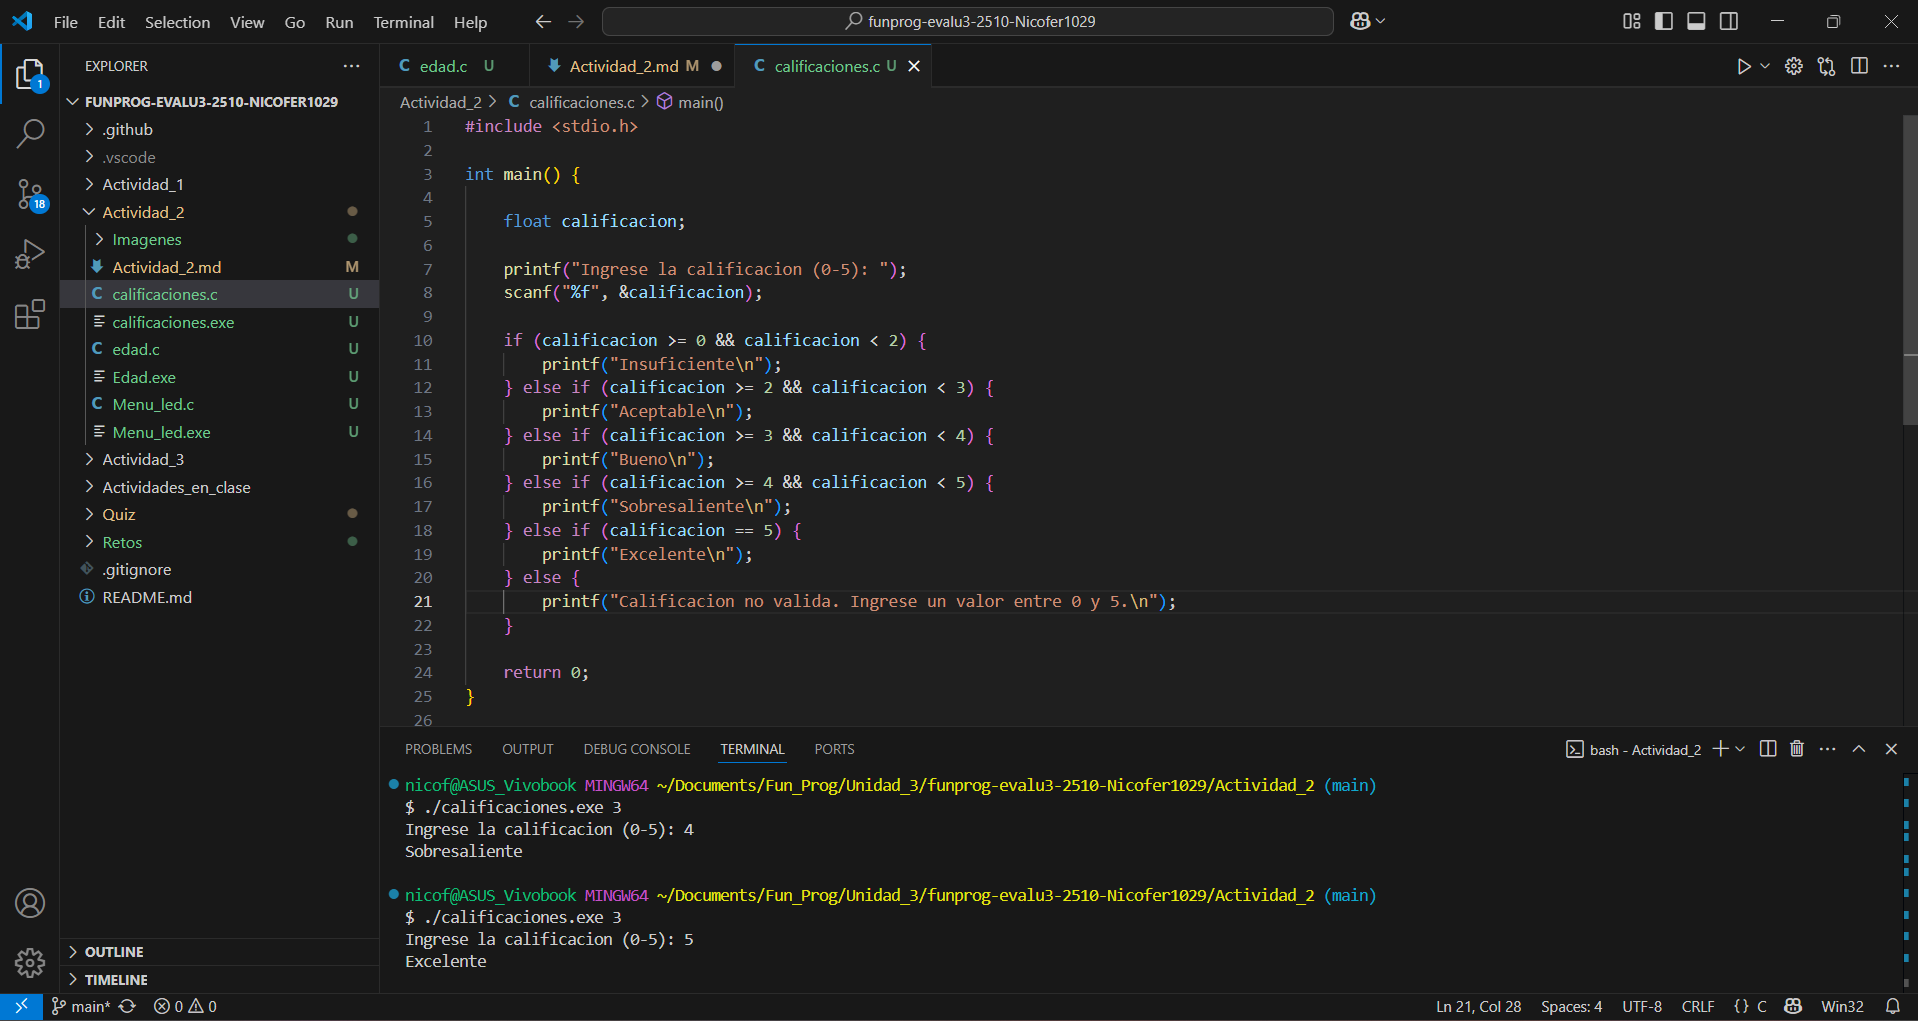 File Edit Selection View Go Run Terminal Help
funprog-evalu3-2510-Nicofer1029
1
18
EXPLORER
FUNPROG-EVALU3-2510-NICOFER1029
.github
.vscode
Actividad_1
Actividad_2
Imagenes
Actividad_2.md M
C calificaciones.c U
calificaciones.exe U
C edad.c U
Edad.exe U
C Menu_led.c U
Menu_led.exe U
Actividad_3
Actividades_en_clase
Quiz
Retos
.gitignore
README.md
OUTLINE
TIMELINE
C edad.c U Actividad_2.md M C calificaciones.c U
Actividad_2 > C calificaciones.c > main()
1 #include <stdio.h>
2
3 int main() {
4
5 float calificacion;
6
7 printf("Ingrese la calificacion (0-5): ");
8 scanf("%f", &calificacion);
9
10 if (calificacion >= 0 && calificacion < 2) {
11 printf("Insuficiente\n");
12 } else if (calificacion >= 2 && calificacion < 3) {
13 printf("Aceptable\n");
14 } else if (calificacion >= 3 && calificacion < 4) {
15 printf("Bueno\n");
16 } else if (calificacion >= 4 && calificacion < 5) {
17 printf("Sobresaliente\n");
18 } else if (calificacion == 5) {
19 printf("Excelente\n");
20 } else {
21 printf("Calificacion no valida. Ingrese un valor entre 0 y 5.\n");
22 }
23
24 return 0;
25 }
26
PROBLEMS OUTPUT DEBUG CONSOLE TERMINAL PORTS
bash - Actividad_2
nicof@ASUS_Vivobook MINGW64 ~/Documents/Fun_Prog/Unidad_3/funprog-evalu3-2510-Nicofer1029/Actividad_2 (main)
$ ./calificaciones.exe 3
Ingrese la calificacion (0-5): 4
Sobresaliente
nicof@ASUS_Vivobook MINGW64 ~/Documents/Fun_Prog/Unidad_3/funprog-evalu3-2510-Nicofer1029/Actividad_2 (main)
$ ./calificaciones.exe 3
Ingrese la calificacion (0-5): 5
Excelente
main* 0 0
Ln 21, Col 28 Spaces: 4 UTF-8 CRLF {} C Win32